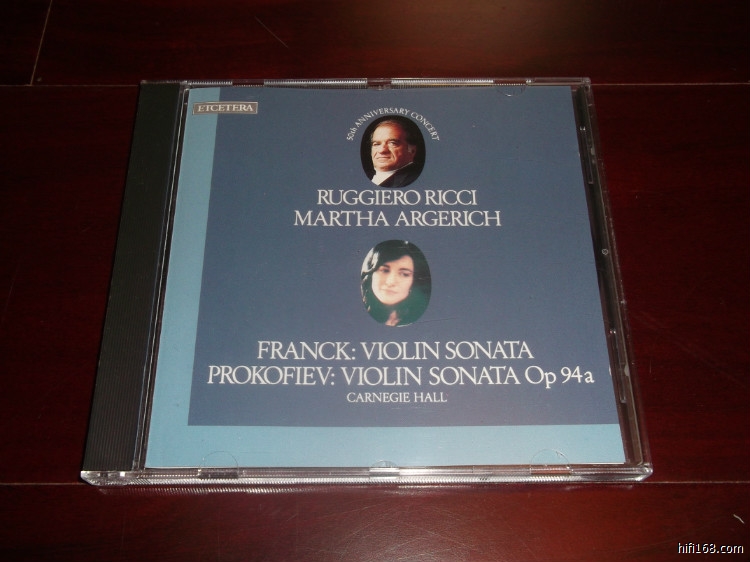 ETCETERA
50th ANNIVERSARY CONCERT
RUGGIERO RICCI
MARTHA ARGERICH
FRANCK: VIOLIN SONATA
PROKOFIEV: VIOLIN SONATA Op 94a
CARNEGIE HALL
hifi168.com